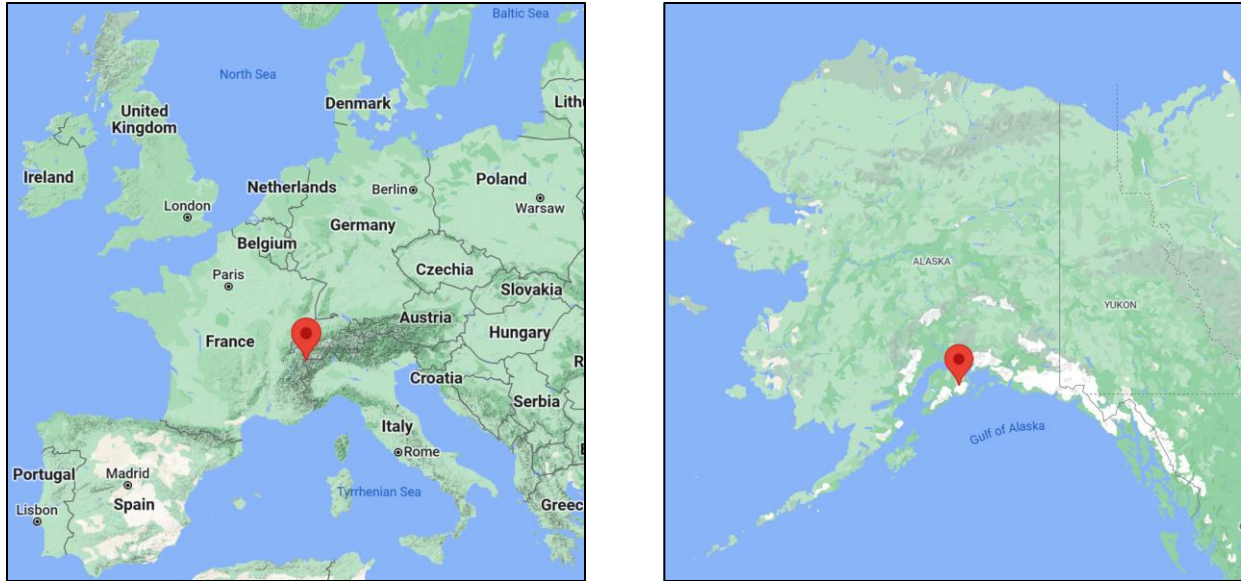 Baltic Sea
North Sea
Denmark
Lithu
United
Kingdom
Ireland
Netherlands
Berlin
Poland
London
Warsaw
Germany
Belgium
Paris
Czechia
Slovakia
Austria
France
Hungary
R
Croatia
Serbia
Italy
Portugal
Madrid
Rome
Spain
Tyrrhenian Sea
Lisbon
Greec
ALASKA
YUKON
Gulf of Alaska